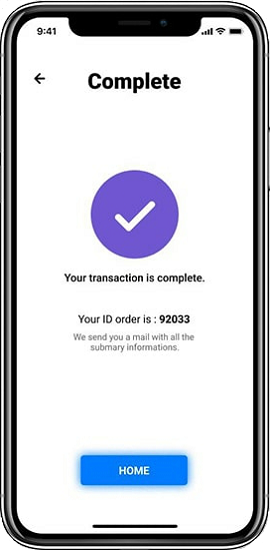 9:41
Complete
Your transaction is complete.
Your ID order is : 92033
We send you a mail with all the
submary informations.
HOME